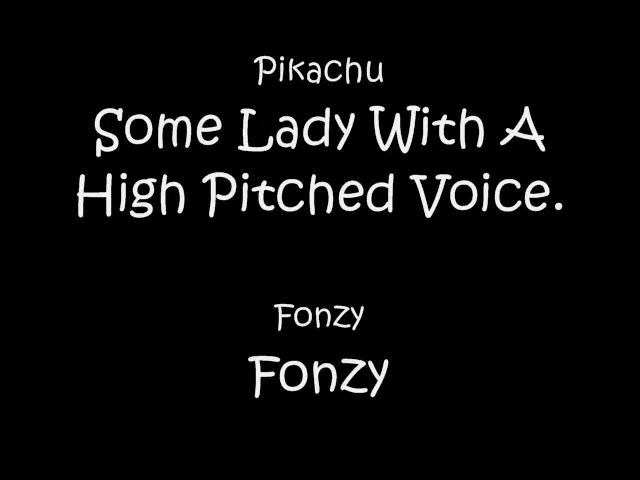 Pikachu
Some Lady With A
High Pitched Voice.
Fonzy
Fonzy